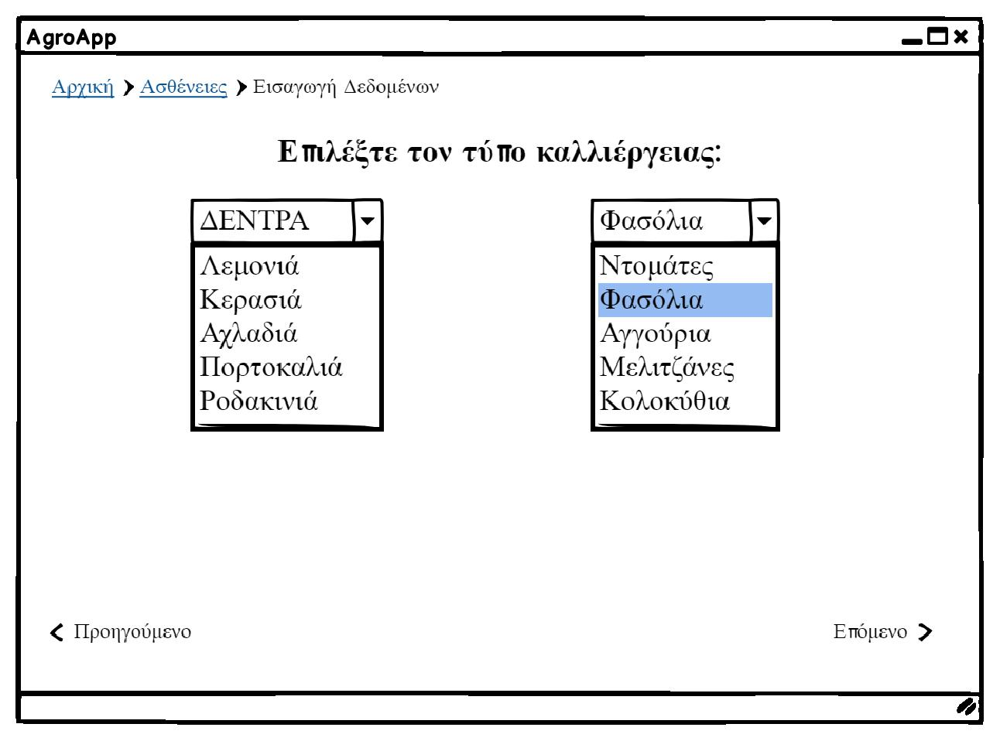 AgroApp
Αρχική Ασθένειες Εισαγωγή Δεδομένων
Επιλέξτε τον τύπο καλλιέργειας:
ΔΕΝΤΡΑ
Λεμονιά
Κερασιά
Αχλαδιά
Πορτοκαλιά
Ροδακινιά
Φασόλια
Ντομάτες
Φασόλια
Αγγούρια
Μελιτζάνες
Κολοκύθια
Προηγούμενο
Επόμενο